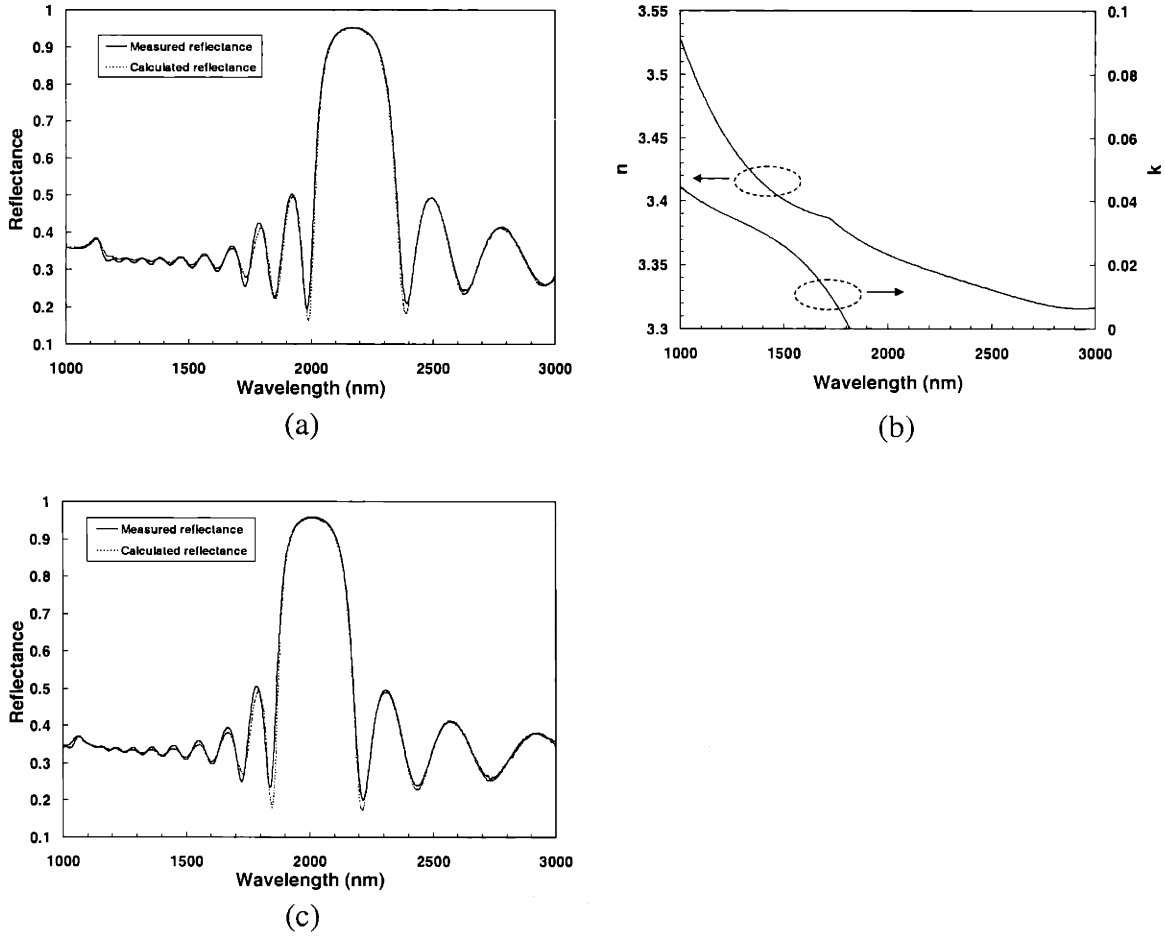 1
0.9
0.8
0.7
0.6
0.5
0.4
0.3
0.2
0.1
Reflectance
Measured reflectance
Calculated reflectance
1000 1500 2000 2500 3000
Wavelength (nm)
(a)
3.55
3.5
3.45
3.4
3.35
3.3
n
0.1
0.08
0.06
0.04
0.02
0
k
1000 1500 2000 2500 3000
Wavelength (nm)
(b)
1
0.9
0.8
0.7
0.6
0.5
0.4
0.3
0.2
0.1
Reflectance
Measured reflectance
Calculated reflectance
1000 1500 2000 2500 3000
Wavelength (nm)
(c)